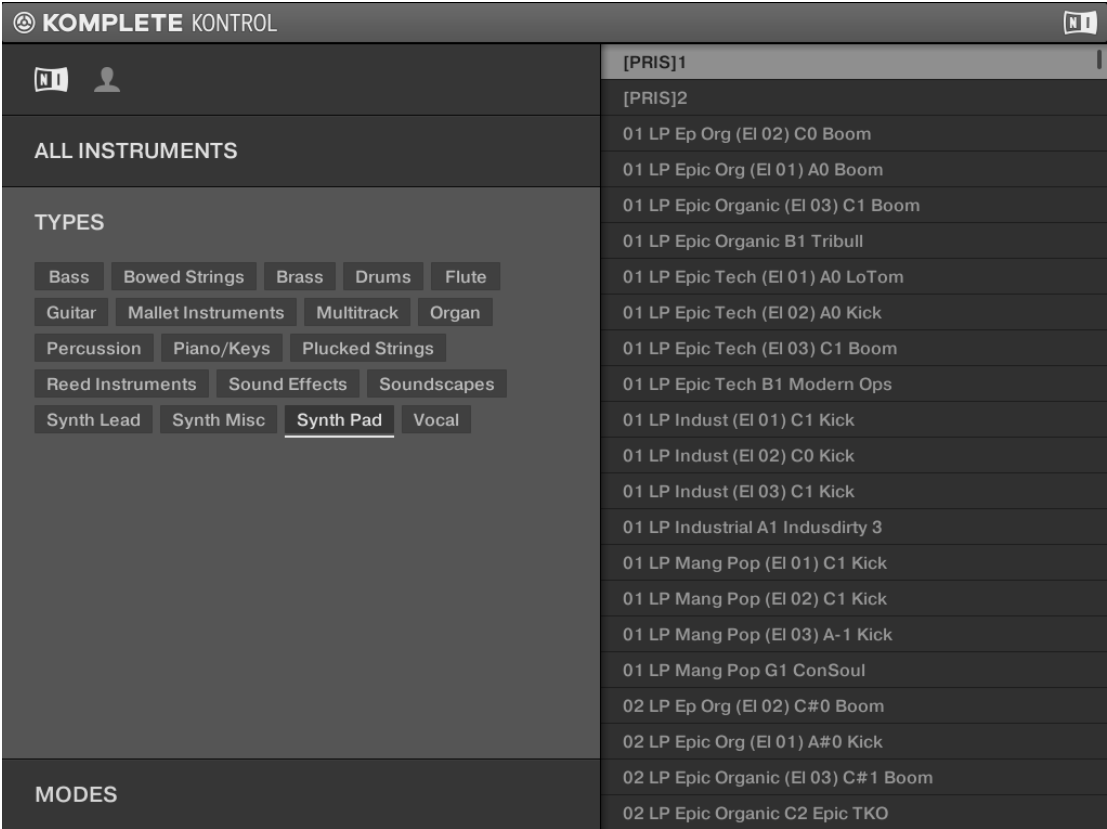 KOMPLETE KONTROL
NI
NI
ALL INSTRUMENTS
TYPES
Bass Bowed Strings Brass Drums Flute
Guitar Mallet Instruments Multitrack Organ
Percussion Piano/Keys Plucked Strings
Reed Instruments Sound Effects Soundscapes
Synth Lead Synth Misc Synth Pad Vocal
MODES
[PRIS]1
[PRIS]2
01 LP Ep Org (El 02) C0 Boom
01 LP Epic Org (El 01) A0 Boom
01 LP Epic Organic (El 03) C1 Boom
01 LP Epic Organic B1 Tribull
01 LP Epic Tech (El 01) A0 LoTom
01 LP Epic Tech (El 02) A0 Kick
01 LP Epic Tech (El 03) C1 Boom
01 LP Epic Tech B1 Modern Ops
01 LP Indust (El 01) C1 Kick
01 LP Indust (El 02) C0 Kick
01 LP Indust (El 03) C1 Kick
01 LP Industrial A1 Indusdirty 3
01 LP Mang Pop (El 01) C1 Kick
01 LP Mang Pop (El 02) C1 Kick
01 LP Mang Pop (El 03) A-1 Kick
01 LP Mang Pop G1 ConSoul
02 LP Ep Org (El 02) C#0 Boom
02 LP Epic Org (El 01) A#0 Kick
02 LP Epic Organic (El 03) C#1 Boom
02 LP Epic Organic C2 Epic TKO